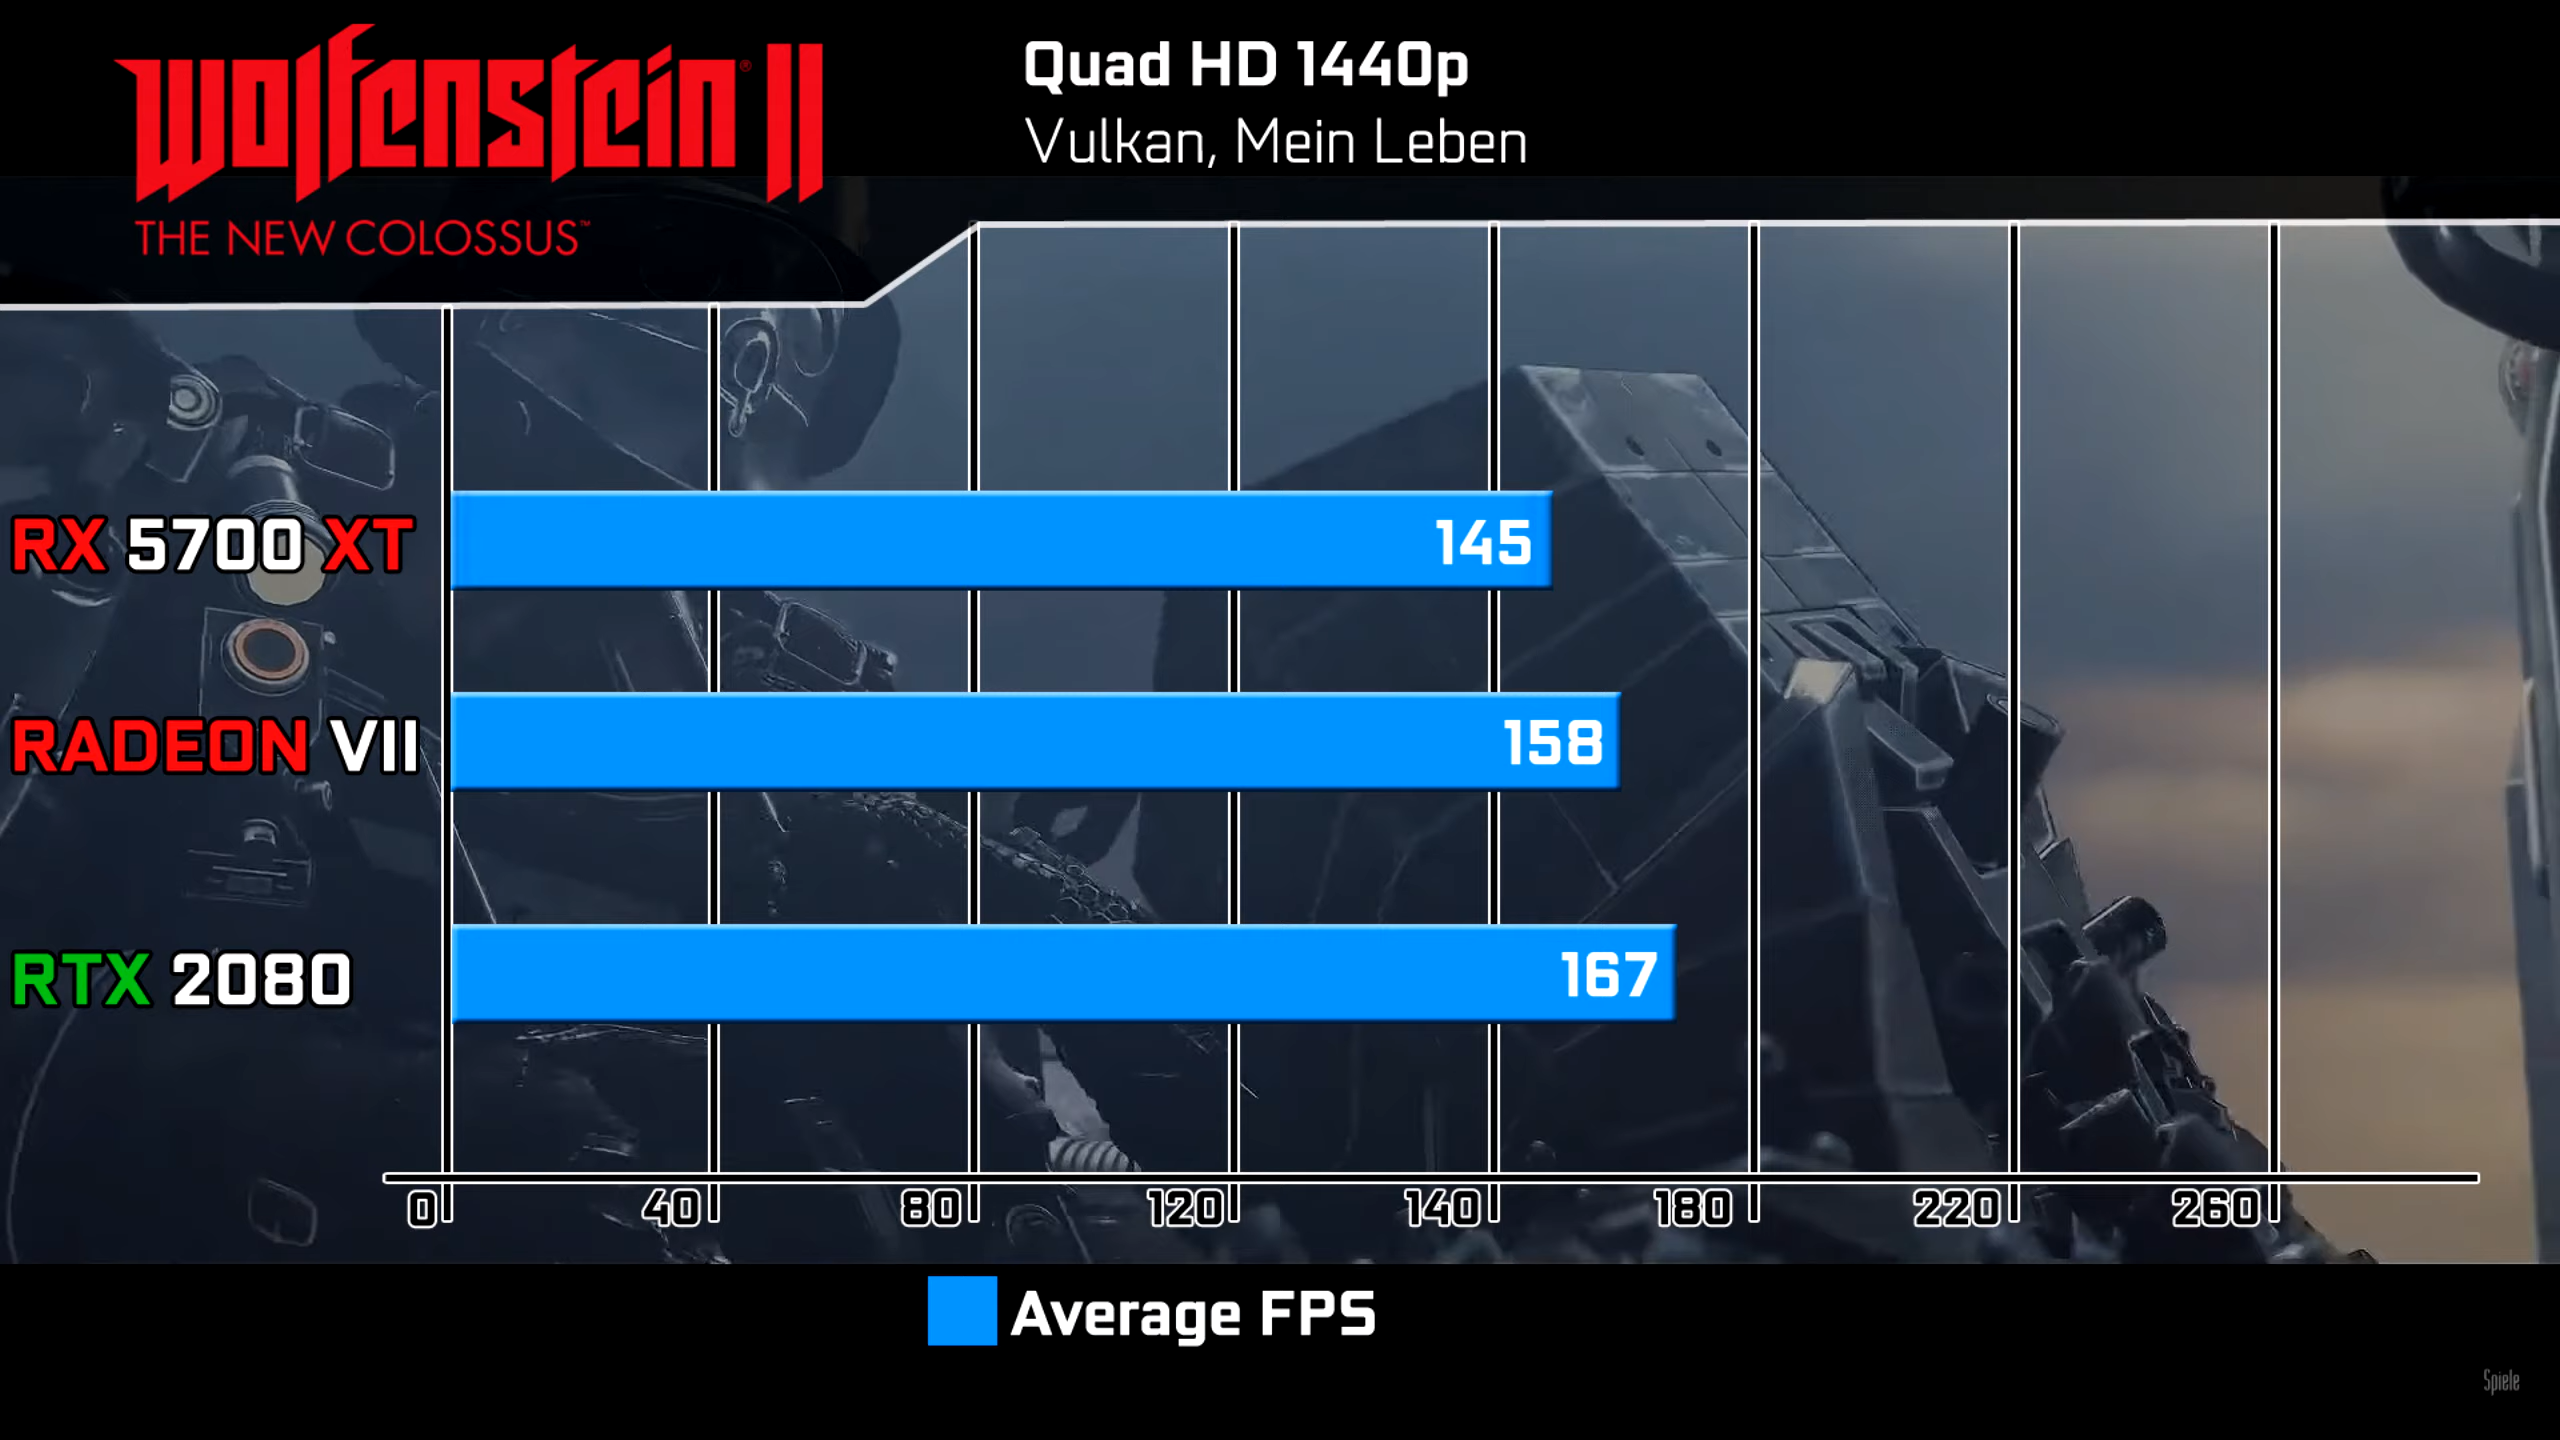 Wolfenstein® II
THE NEW COLOSSUS™
Quad HD 1440p
Vulkan, Mein Leben
RX 5700 XT 145
RADEON VII 158
RTX 2080 167
0 40 80 120 140 180 220 260
Average FPS
Spiele